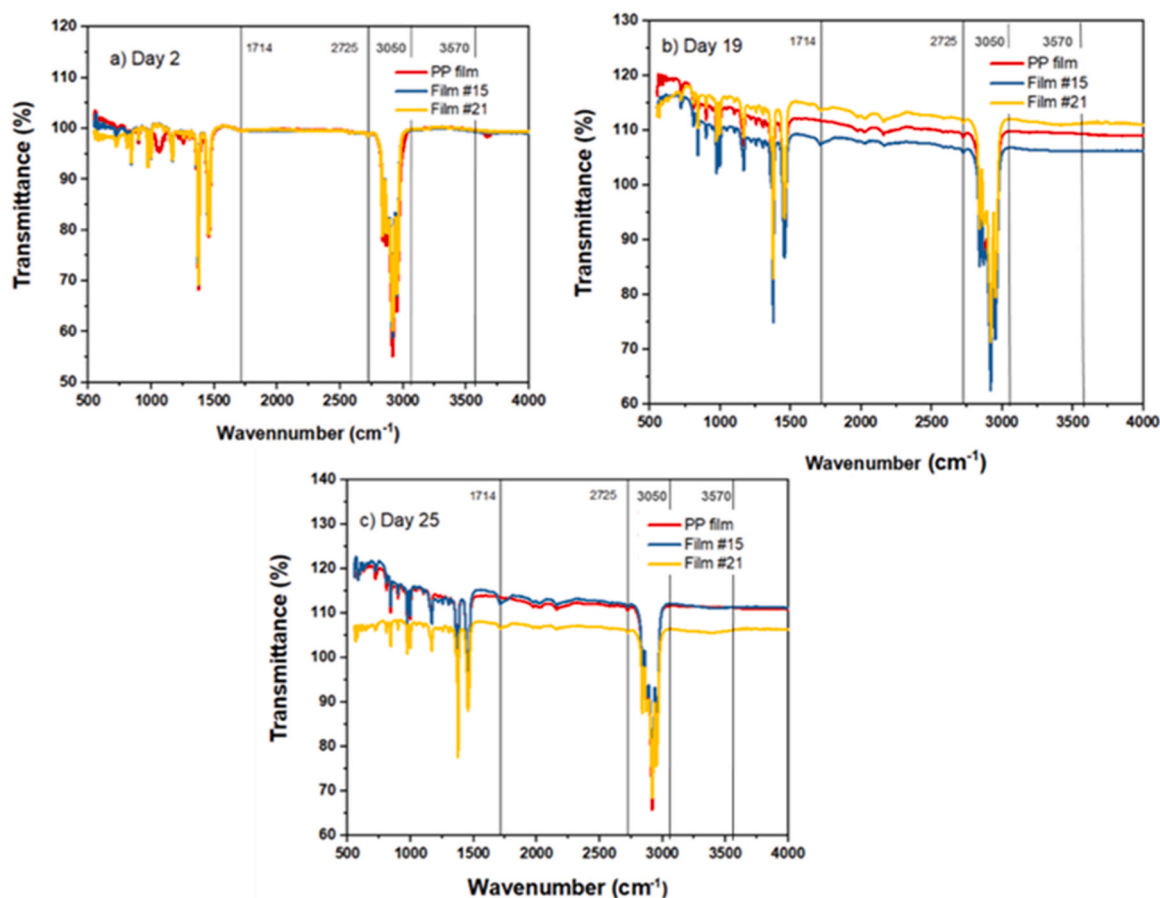 a) Day 2
1714 2725 3050 3570
PP film
Film #15
Film #21
120
110
100
90
80
70
60
50
Transmittance (%)
500 1000 1500 2000 2500 3000 3500 4000
Wavennumber (cm-1)
b) Day 19
1714 2725 3050 3570
PP film
Film #15
Film #21
130
120
110
100
90
80
70
60
Transmittance (%)
500 1000 1500 2000 2500 3000 3500 4000
Wavenumber (cm-1)
c) Day 25
1714 2725 3050 3570
PP film
Film #15
Film #21
140
130
120
110
100
90
80
70
60
Transmittance (%)
500 1000 1500 2000 2500 3000 3500 4000
Wavenumber (cm-1)